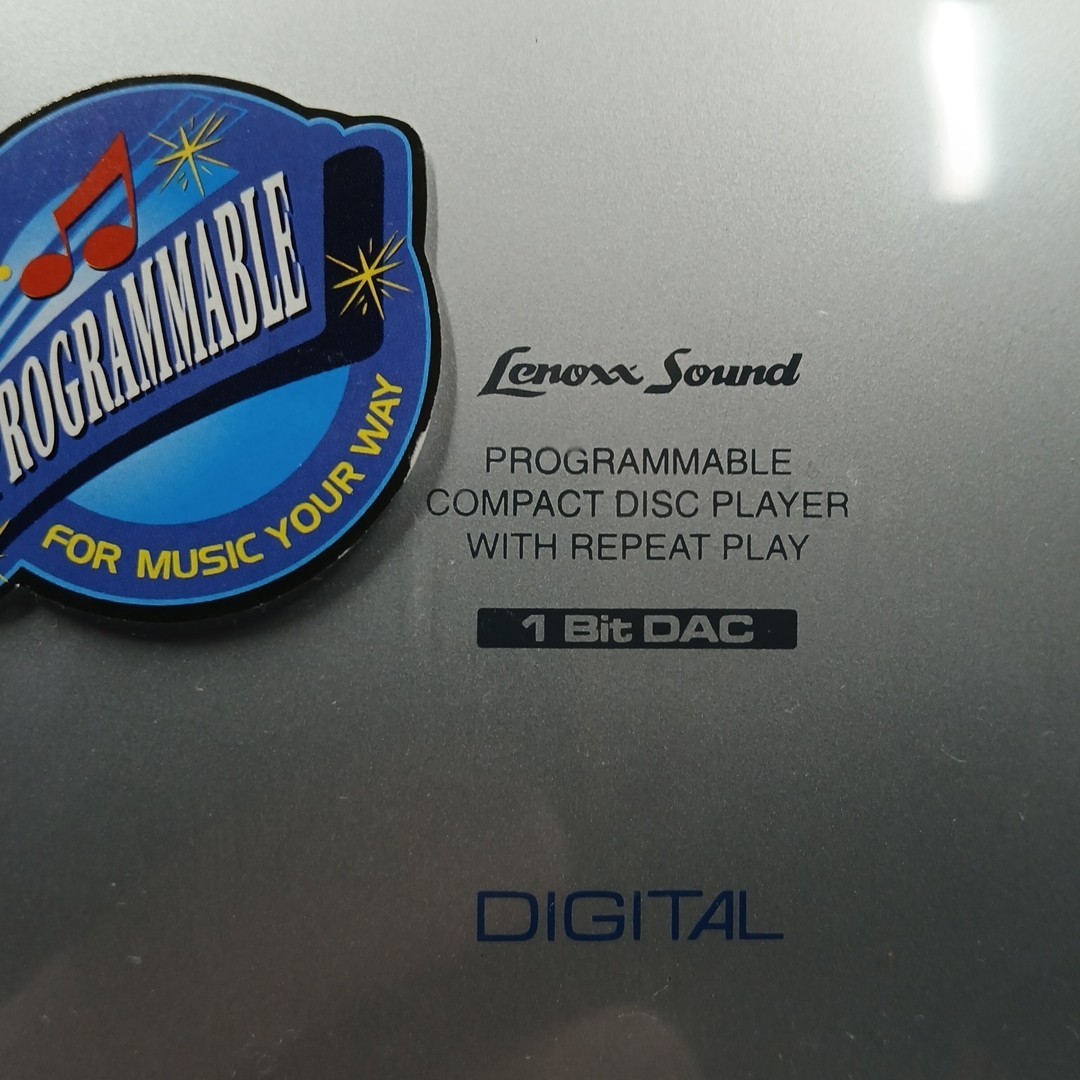 PROGRAMMABLE
FOR MUSIC YOUR WAY
Lenoxx Sound
PROGRAMMABLE
COMPACT DISC PLAYER
WITH REPEAT PLAY
1 Bit DAC
DIGITAL